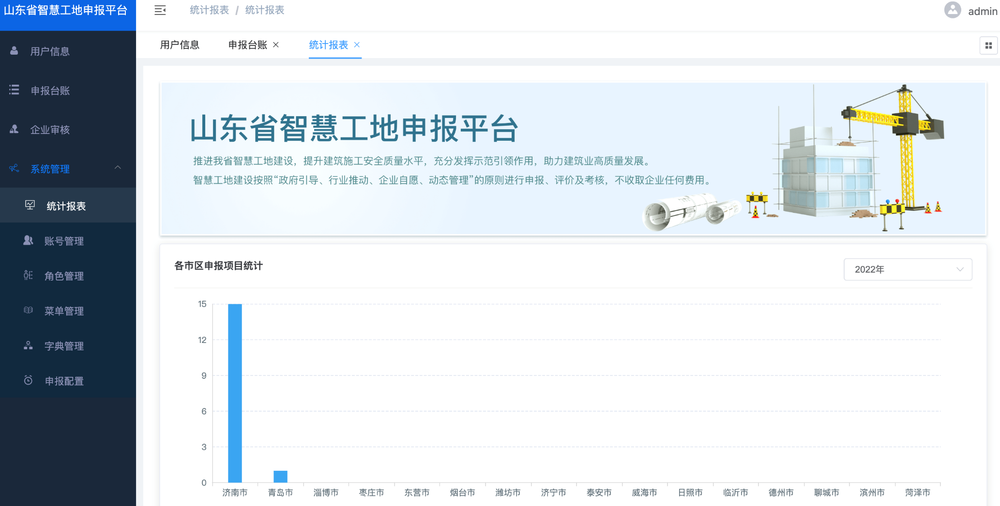 山东省智慧工地申报平台
统计报表 / 统计报表
admin
用户信息
申报台账
统计报表
用户信息
申报台账
企业审核
系统管理
统计报表
账号管理
角色管理
菜单管理
字典管理
申报配置
山东省智慧工地申报平台
推进我省智慧工地建设，提升建筑施工安全质量水平，充分发挥示范引领作用，助力建筑业高质量发展。
智慧工地建设按照“政府引导、行业推动、企业自愿、动态管理”的原则进行申报、评价及考核，不收取企业任何费用。
各市区申报项目统计
2022年
15
12
9
6
3
0
济南市 青岛市 淄博市 枣庄市 东营市 烟台市 潍坊市 济宁市 泰安市 威海市 日照市 临沂市 德州市 聊城市 滨州市 菏泽市